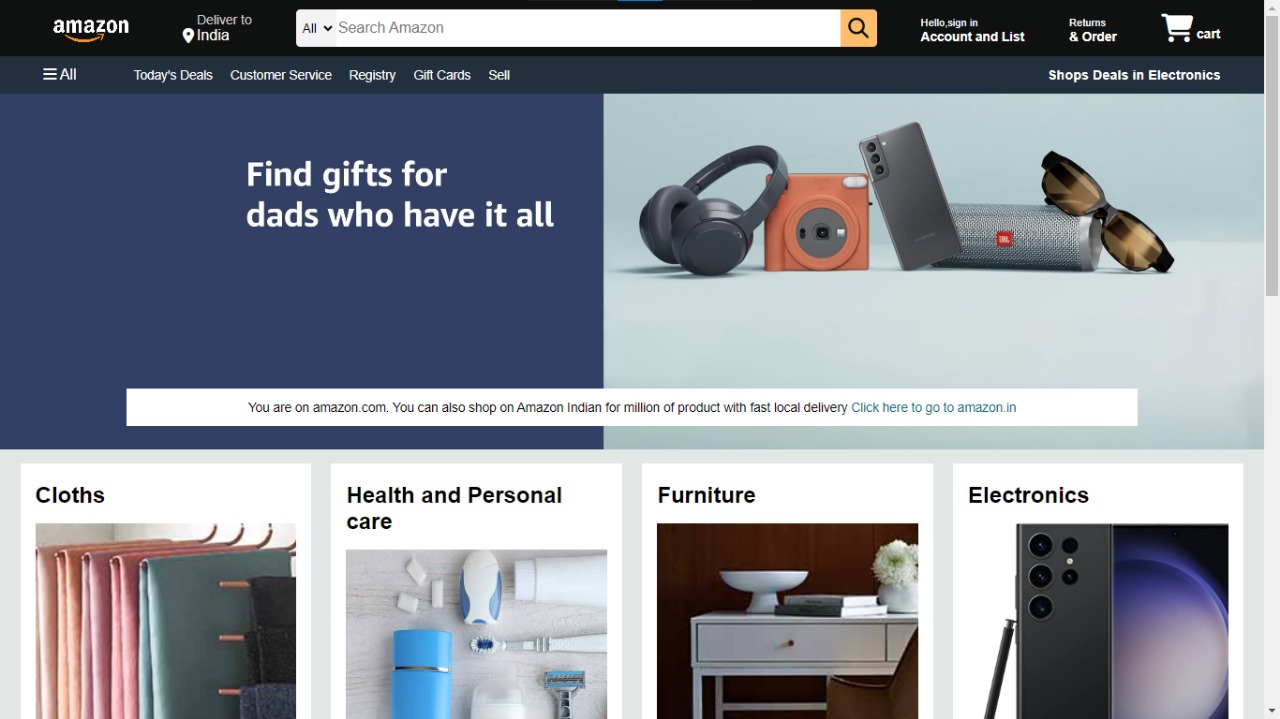 amazon
Deliver to
India
All
Search Amazon
Hello,sign in
Account and List
Returns
& Order
cart
All
Today's Deals
Customer Service
Registry
Gift Cards
Sell
Shops Deals in Electronics
Find gifts for
dads who have it all
JBL
You are on amazon.com. You can also shop on Amazon Indian for million of product with fast local delivery Click here to go to amazon.in
Cloths
Health and Personal
care
Furniture
Electronics